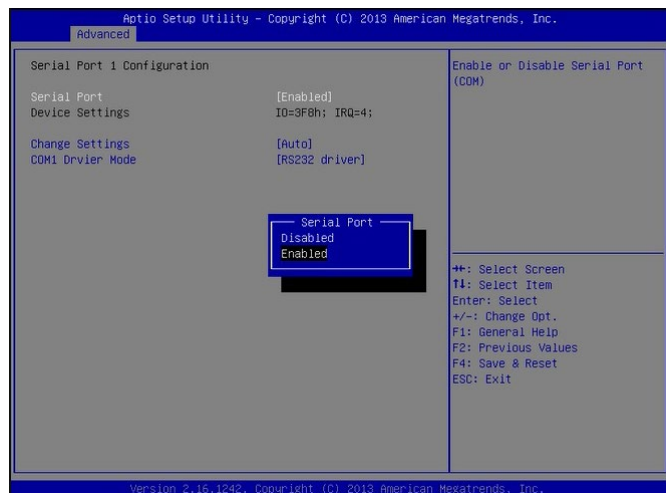 Aptio Setup Utility – Copyright (C) 2013 American Megatrends, Inc.
Advanced
Serial Port 1 Configuration
Serial Port [Enabled]
Device Settings IO=3F8h; IRQ=4;
Change Settings [Auto]
COM1 Drvier Mode [RS232 driver]
Serial Port
Disabled
Enabled
Enable or Disable Serial Port
(COM)
→←: Select Screen
↑↓: Select Item
Enter: Select
+/-: Change Opt.
F1: General Help
F2: Previous Values
F4: Save & Reset
ESC: Exit
Version 2.16.1242. Copyright (C) 2013 American Megatrends, Inc.